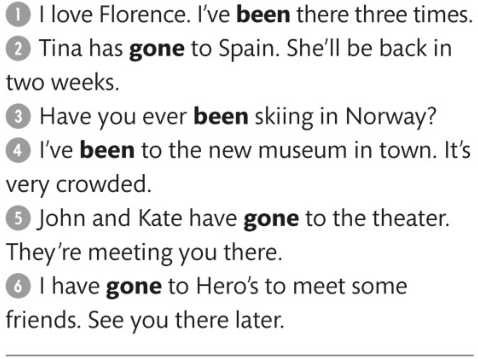 1 I love Florence. I’ve been there three times.
2 Tina has gone to Spain. She’ll be back in
two weeks.
3 Have you ever been skiing in Norway?
4 I’ve been to the new museum in town. It’s
very crowded.
5 John and Kate have gone to the theater.
They’re meeting you there.
6 I have gone to Hero’s to meet some
friends. See you there later.